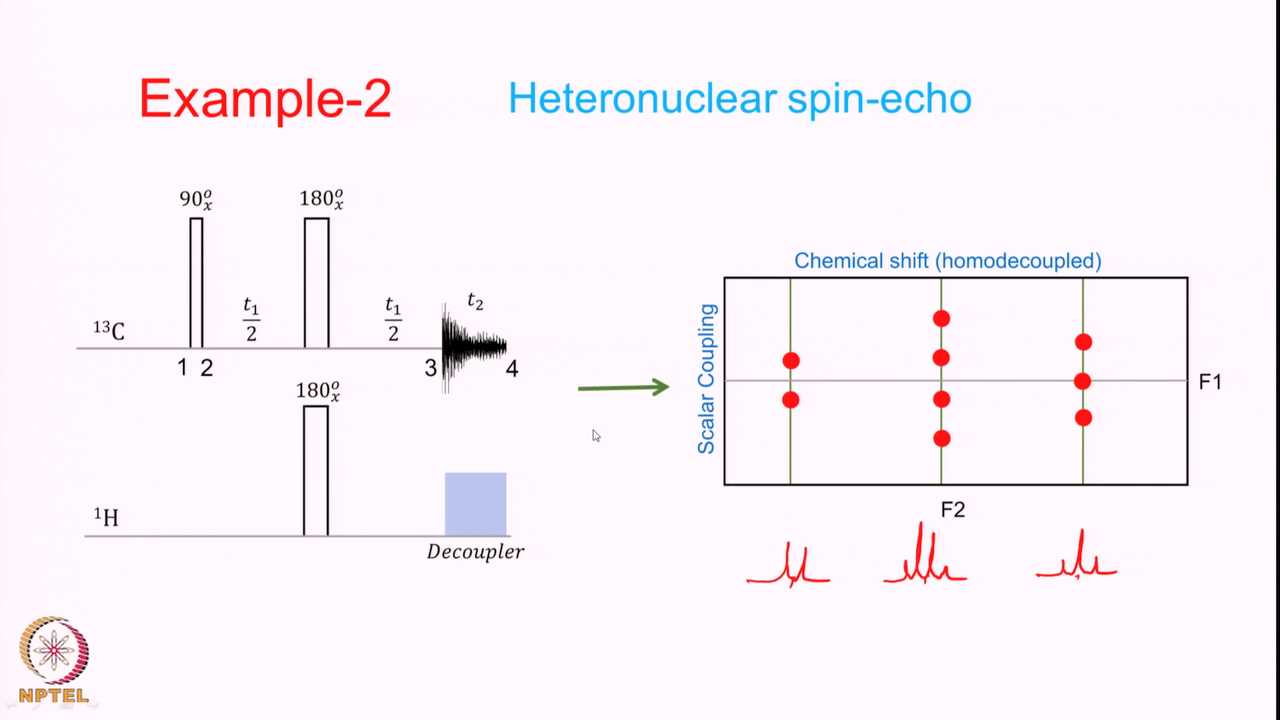 Example-2
Heteronuclear spin-echo
90°ₓ
180°ₓ
t₁/2
t₁/2
t₂
¹³C
1 2
3
4
180°ₓ
¹H
Decoupler
Chemical shift (homodecoupled)
Scalar Coupling
F1
F2
NPTEL